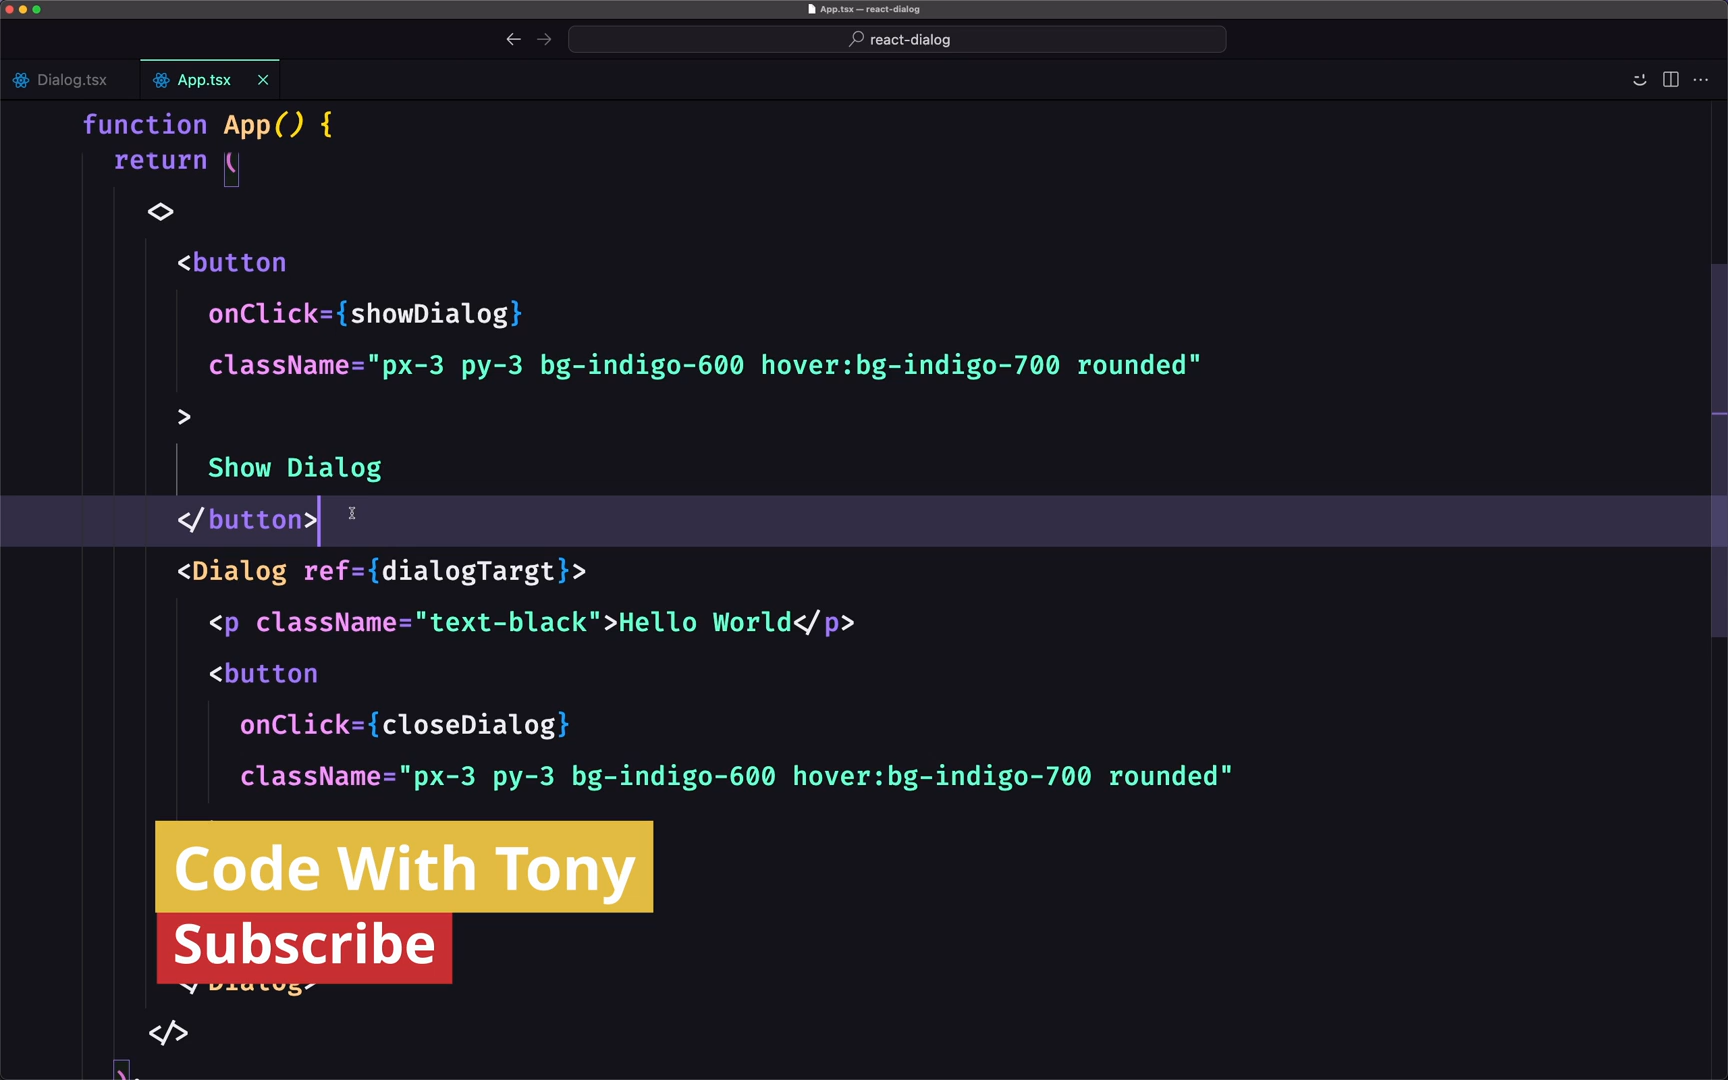 App.tsx — react-dialog
react-dialog
Dialog.tsx
App.tsx
function App() {
return (
<>
<button
onClick={showDialog}
className="px-3 py-3 bg-indigo-600 hover:bg-indigo-700 rounded"
>
Show Dialog
</button>
<Dialog ref={dialogTargt}>
<p className="text-black">Hello World</p>
<button
onClick={closeDialog}
className="px-3 py-3 bg-indigo-600 hover:bg-indigo-700 rounded"
Code With Tony
Subscribe
</Dialog>
</>
);